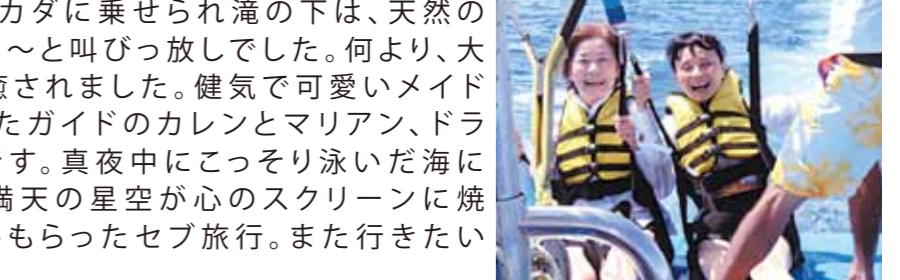 カダに乗せられ滝の下は、天然の
～と叫びっ放しでした。何より、大
癒されました。健気で可愛いメイド
たガイドのカレンとマリアン、ドラ
です。真夜中にこっそり泳いだ海に
満天の星空が心のスクリーンに焼
もらったセブ旅行。また行きたい